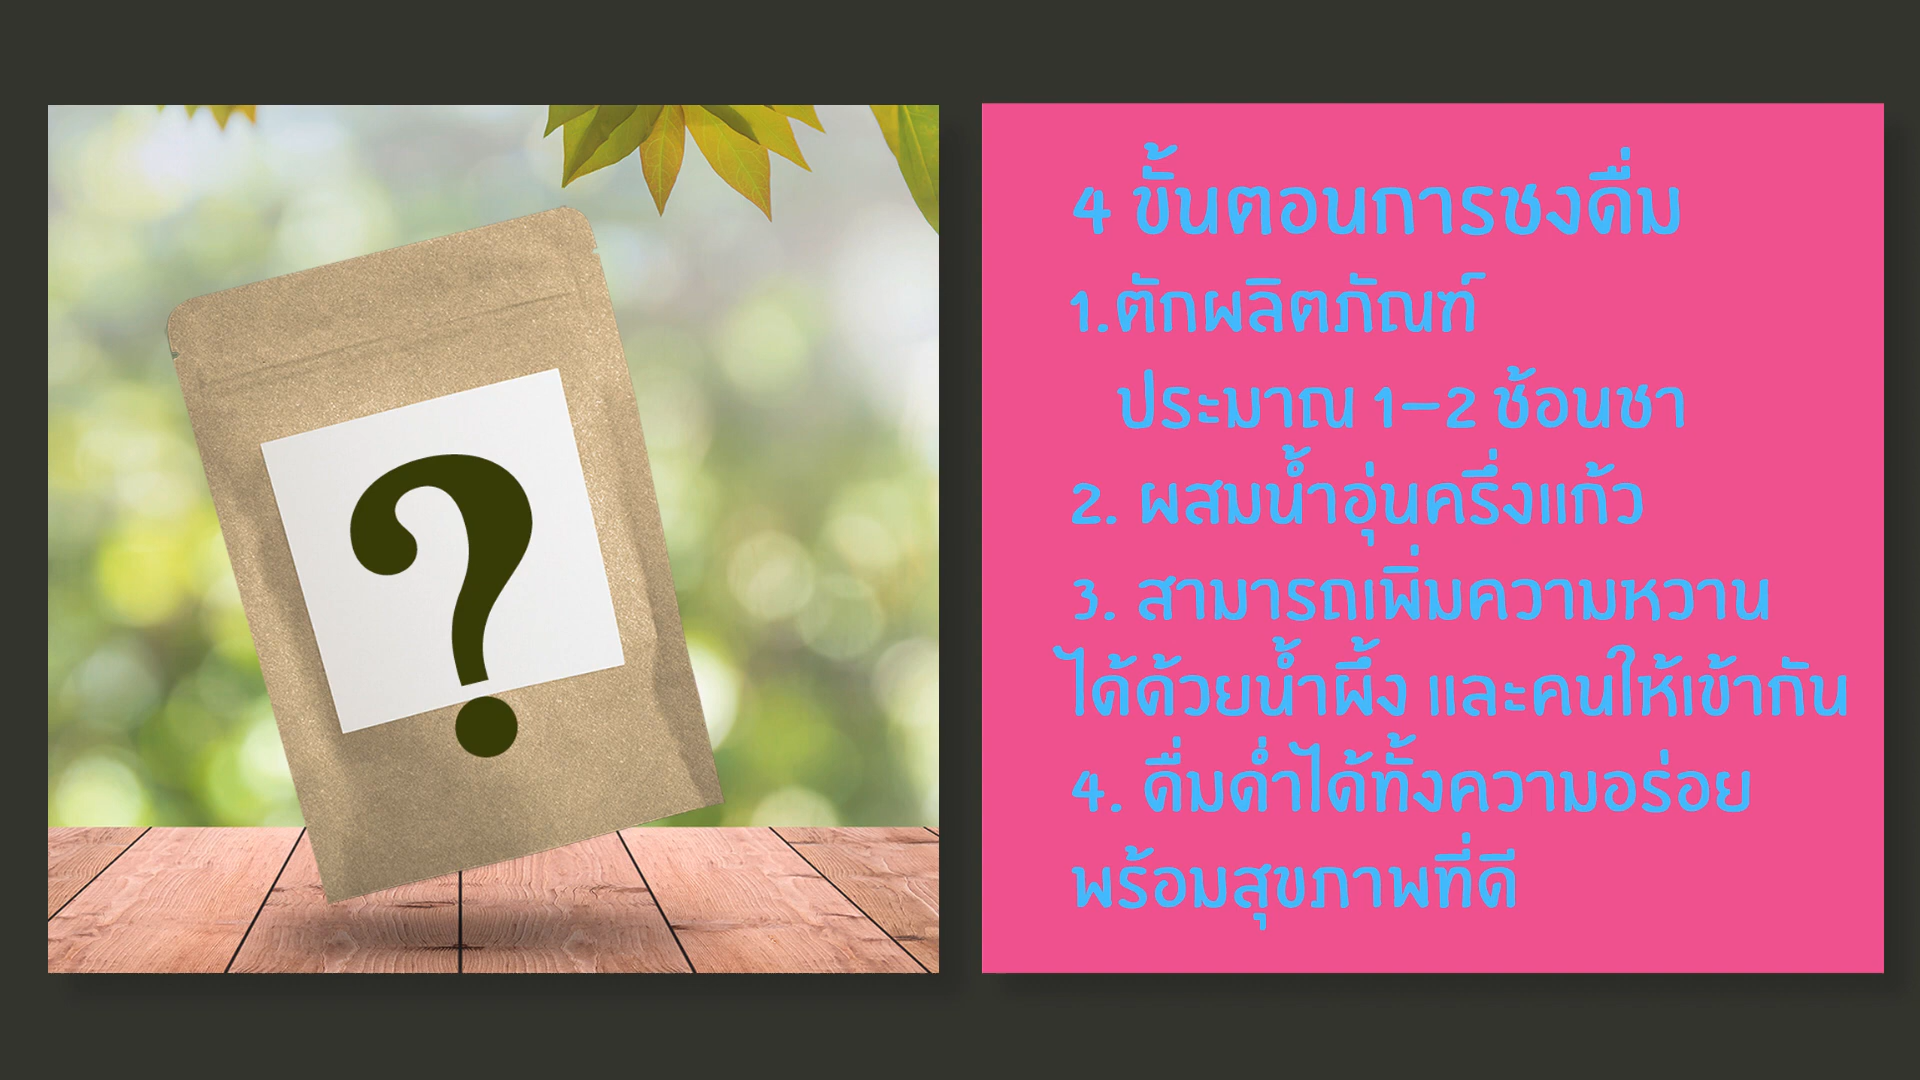 ?
4 ขั้นตอนการชงดื่ม
1.ตักผลิตภัณฑ์
ประมาณ 1-2 ช้อนชา
2. ผสมน้ำอุ่นครึ่งแก้ว
3. สามารถเพิ่มความหวาน
ได้ด้วยน้ำผึ้ง และคนให้เข้ากัน
4. ดื่มด่ำได้ทั้งความอร่อย
พร้อมสุขภาพที่ดี